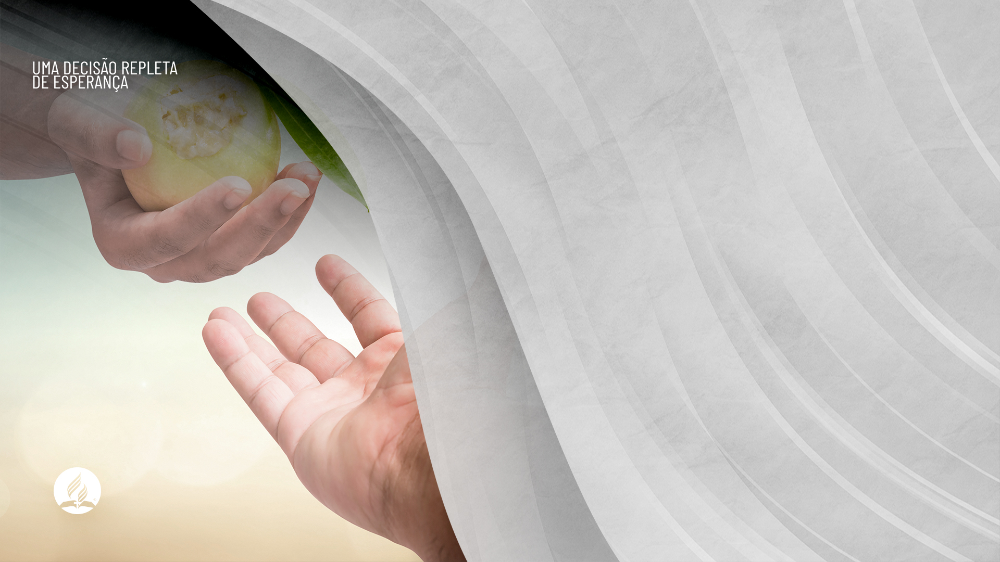 UMA DECISÃO REPLETA
DE ESPERANÇA